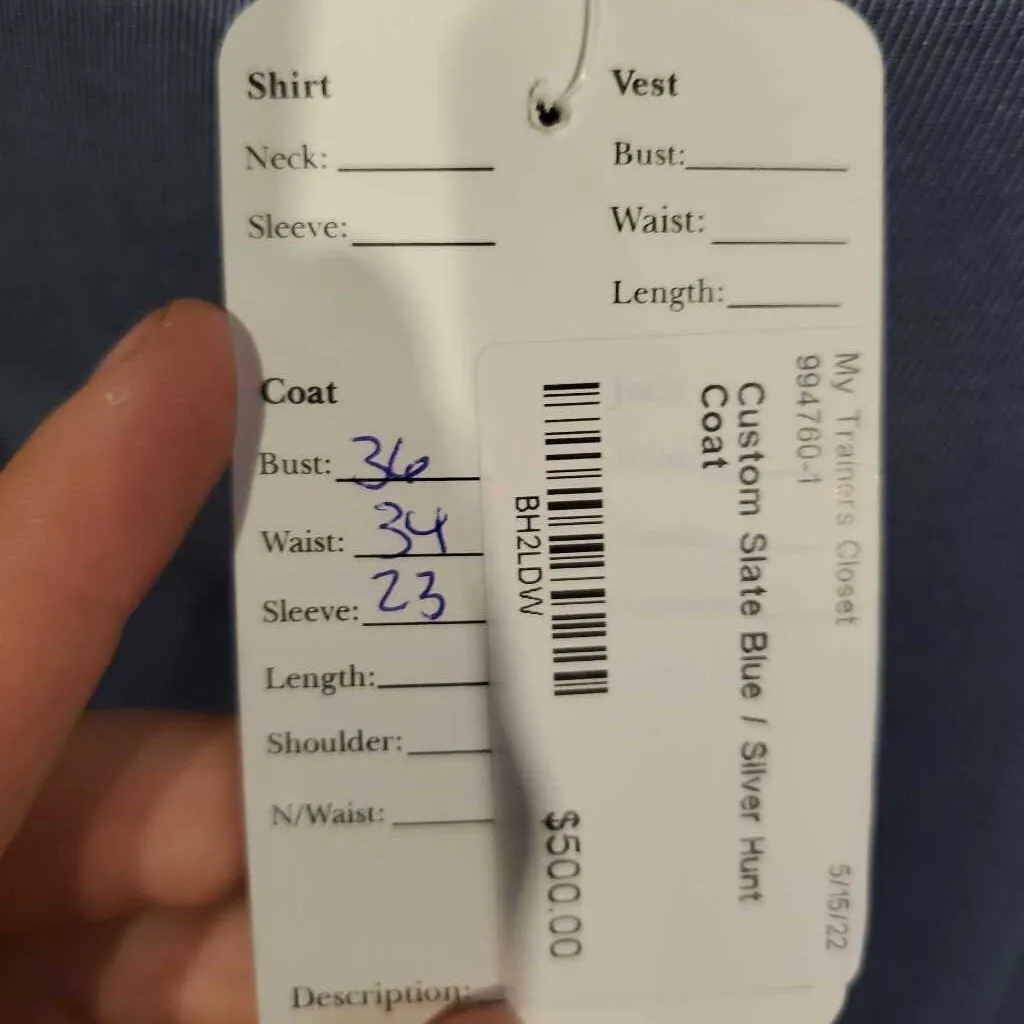 Shirt
Neck:
Sleeve:
Vest
Bust:
Waist:
Length:
Coat
Bust: 36
Waist: 34
Sleeve: 23
Length:
Shoulder:
N/Waist:
Description:
My Trainers Closet
994760-1
5/15/22
Custom Slate Blue / Silver Hunt
Coat
BH2LDW
$500.00